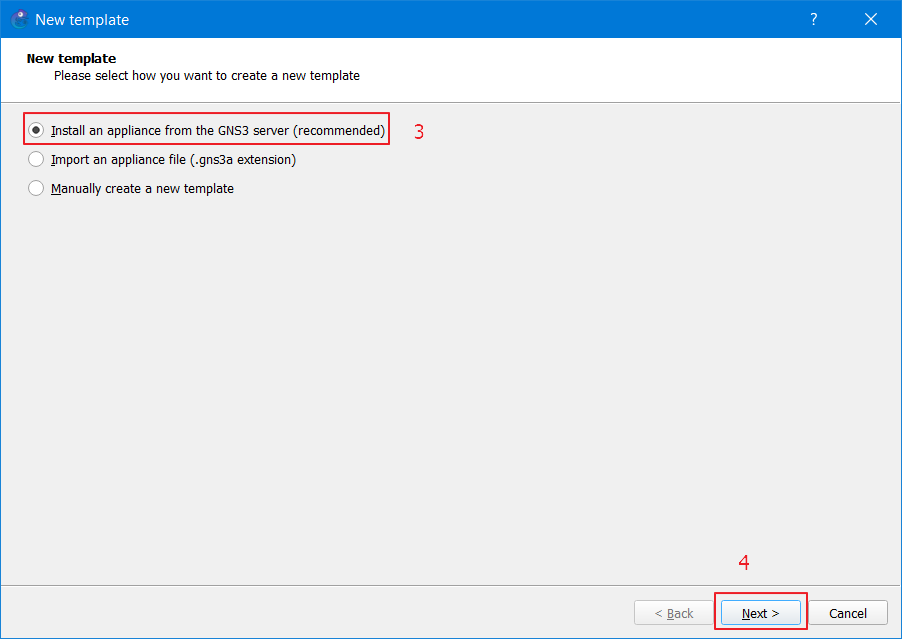 New template
?
New template
Please select how you want to create a new template
Install an appliance from the GNS3 server (recommended)
3
Import an appliance file (.gns3a extension)
Manually create a new template
4
< Back
Next >
Cancel